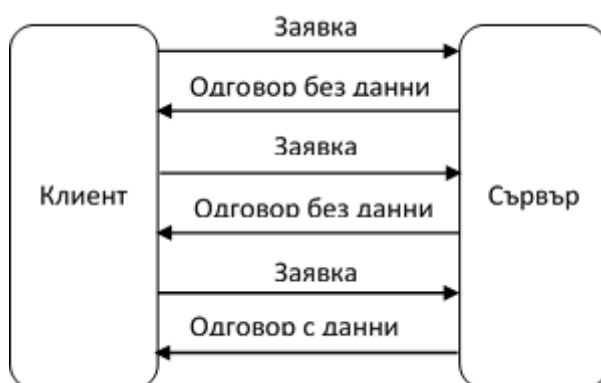 Заявка
Одговор без данни
Заявка
Клиент
Сървър
Одговор без данни
Заявка
Одговор с данни